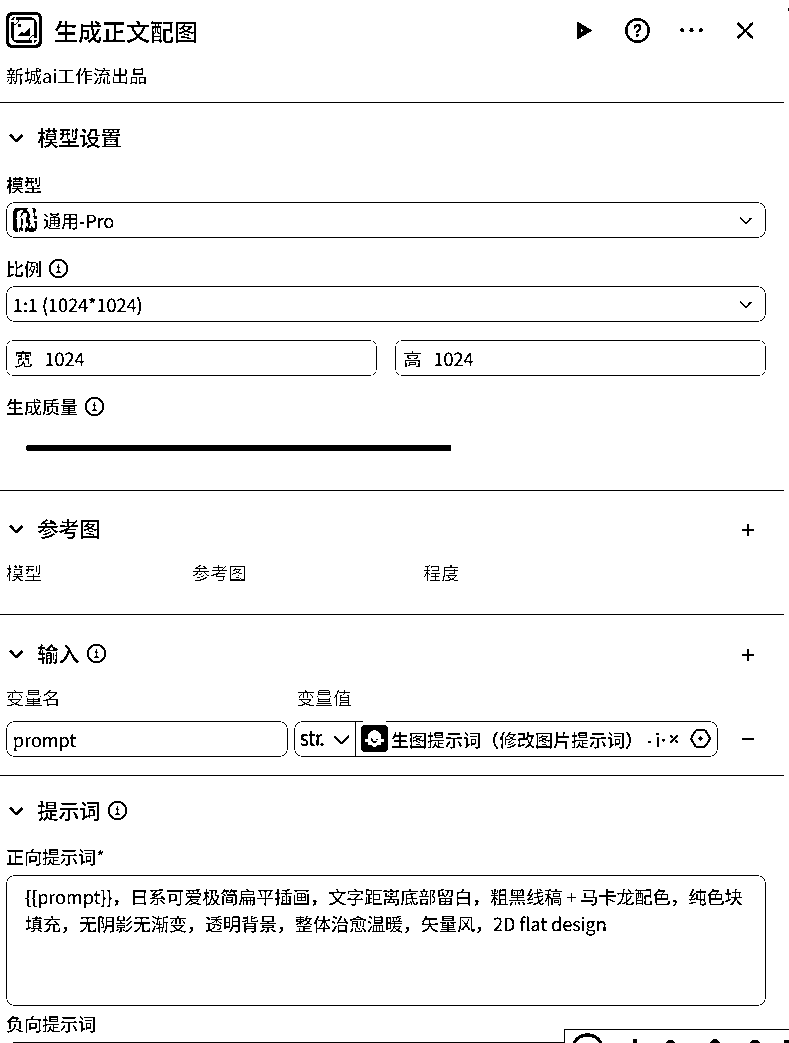 生成正文配图
新城ai工作流出品
模型设置
模型
通用-Pro
比例
1:1 (1024*1024)
宽 1024
高 1024
生成质量
参考图
模型 参考图 程度
输入
变量名 变量值
prompt str. 生图提示词（修改图片提示词） - i·
提示词
正向提示词*
{{prompt}}，日系可爱极简扁平插画，文字距离底部留白，粗黑线稿 + 马卡龙配色，纯色块
填充，无阴影无渐变，透明背景，整体治愈温暖，矢量风，2D flat design
负向提示词